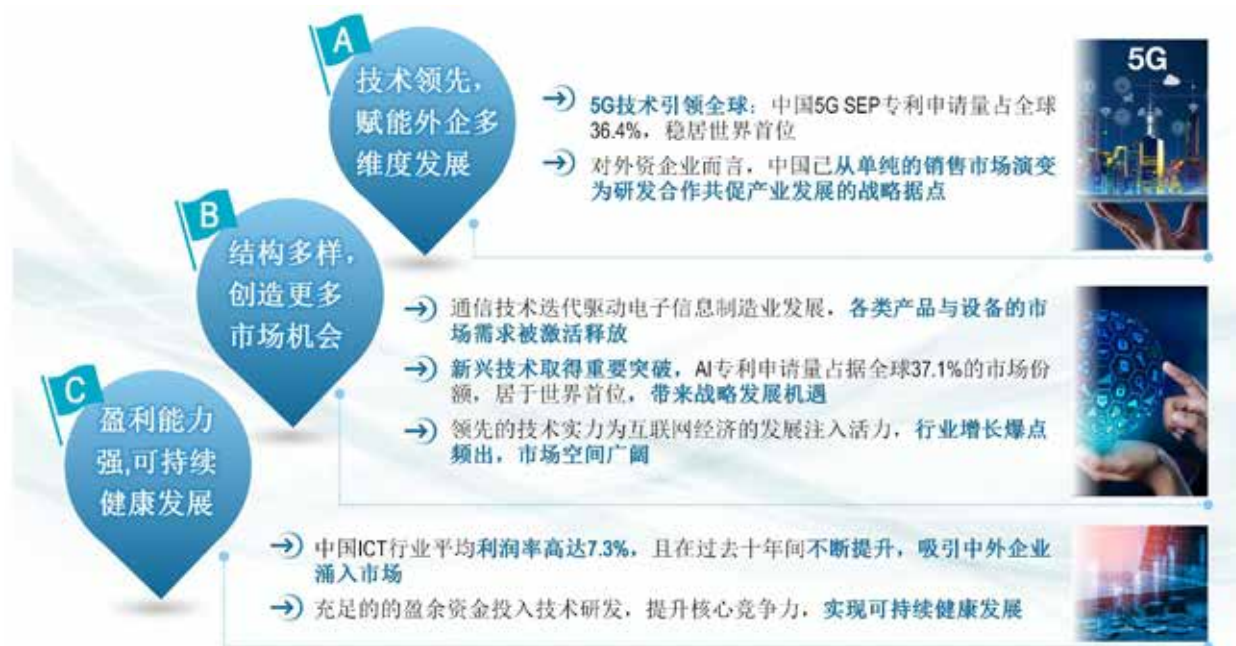 A
技术领先，
赋能外企多
维度发展
5G技术引领全球：中国5G SEP专利申请量占全球
36.4%，稳居世界首位
对外资企业而言，中国已从单纯的销售市场演变
为研发合作共促产业发展的战略据点
5G
B
结构多样，
创造更多
市场机会
通信技术迭代驱动电子信息制造业发展，各类产品与设备的市
场需求被激活释放
新兴技术取得重要突破，AI专利申请量占据全球37.1%的市场份
额，居于世界首位，带来战略发展机遇
领先的技术实力为互联网经济的发展注入活力，行业增长爆点
频出，市场空间广阔
C
盈利能力
强,可持续
健康发展
中国ICT行业平均利润率高达7.3%，且在过去十年间不断提升，吸引中外企业
涌入市场
充足的的盈余资金投入技术研发，提升核心竞争力，实现可持续健康发展